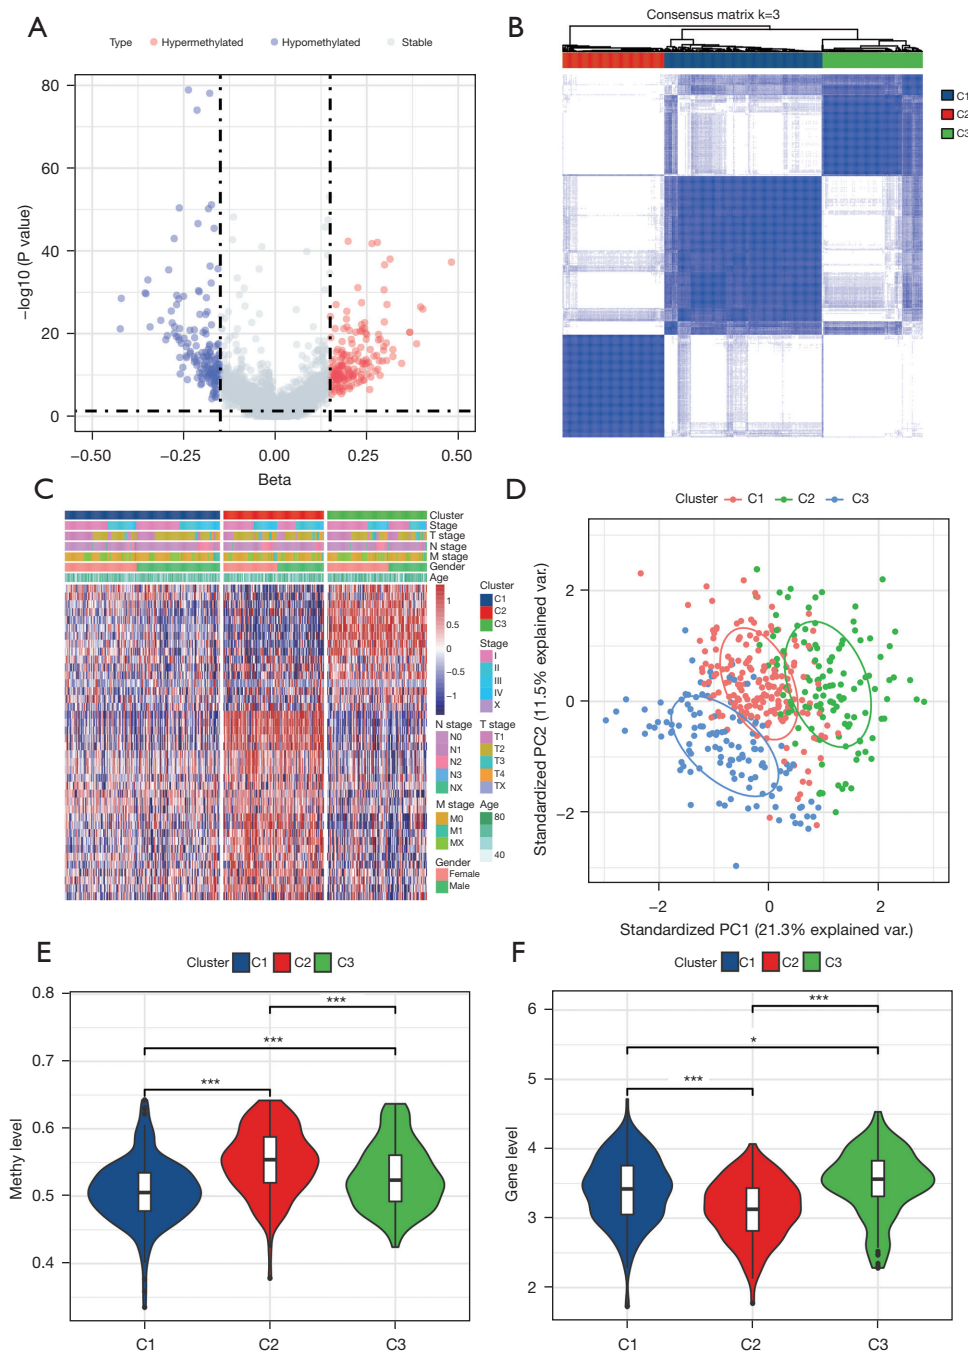 A
Type Hypermethylated Hypomethylated Stable
80
60
40
20
0
−log10 (P value)
−0.50 −0.25 0.00 0.25 0.50
Beta
B
Consensus matrix k=3
C1
C2
C3
C
Cluster
Stage
T stage
N stage
M stage
Gender
Age
1
0.5
0
−0.5
−1
Cluster
C1
C2
C3
Stage
I
II
III
IV
X
N stage
N0
N1
N2
N3
NX
T stage
T1
T2
T3
T4
TX
M stage
M0
M1
MX
Age
80
40
Gender
Female
Male
D
Cluster C1 C2 C3
2
0
−2
Standardized PC2 (11.5% explained var.)
−2 0 2
Standardized PC1 (21.3% explained var.)
E
Cluster C1 C2 C3
0.8
0.7
0.6
0.5
0.4
Methy level
***
***
***
C1 C2 C3
F
Cluster C1 C2 C3
6
5
4
3
2
Gene level
***
*
***
C1 C2 C3